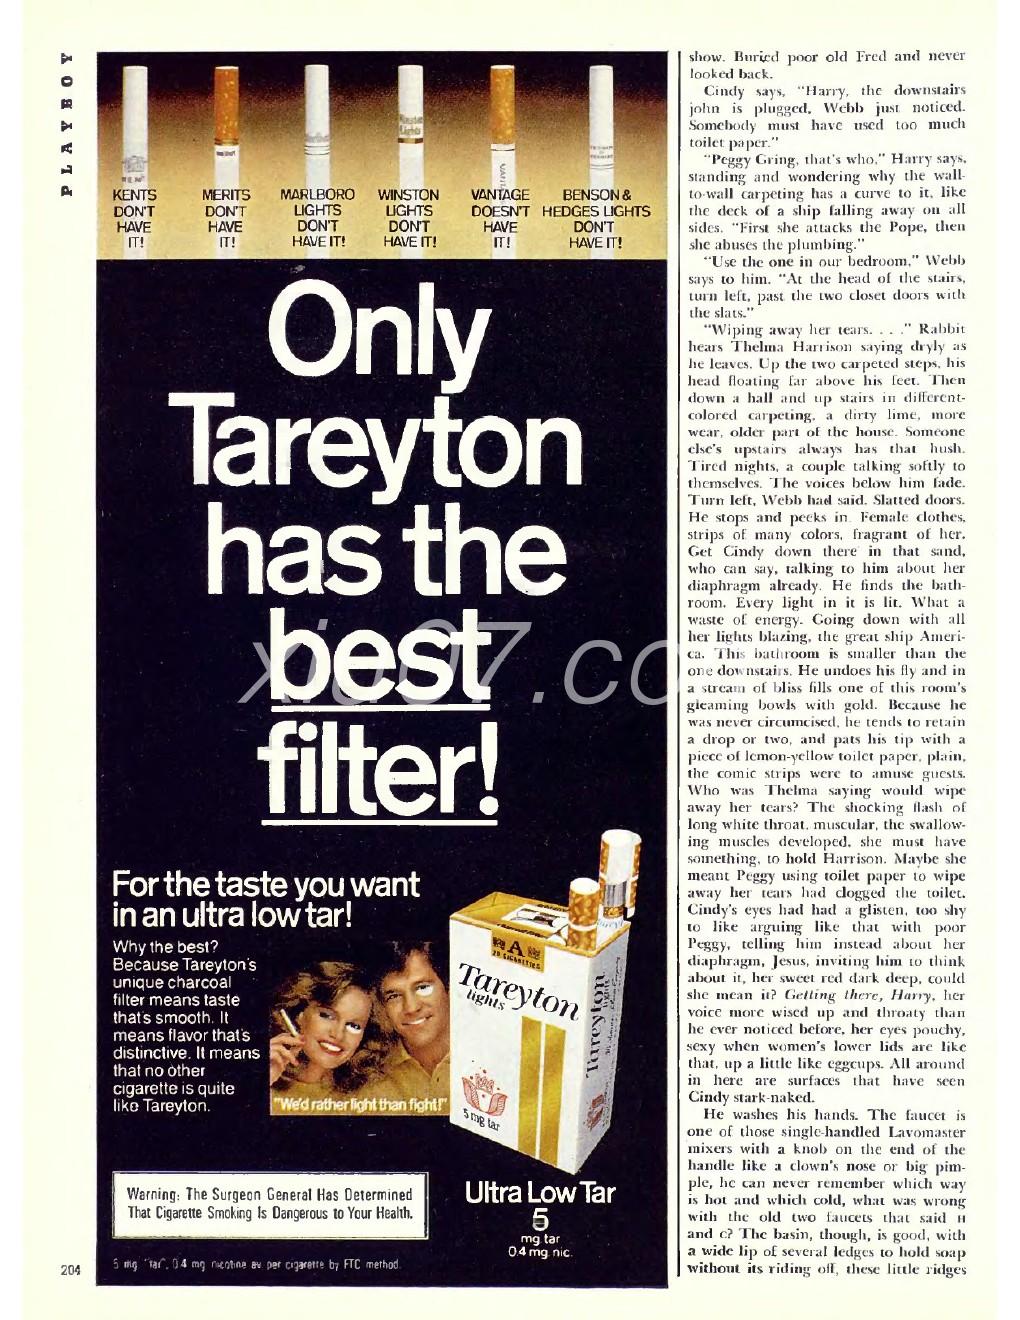 PLAYBOY
KENTS
DON'T
HAVE
IT!
MERITS
DON'T
HAVE
IT!
MARLBORO
LIGHTS
DON'T
HAVE IT!
Winston
Lights
WINSTON
LIGHTS
DON'T
HAVE IT!
VANTAGE
DOESN'T
HAVE
IT!
BENSON &
HEDGES LIGHTS
DON'T
HAVE IT!
Only
Tareyton
has the
best
filter!
For the taste you want
in an ultra low tar!
Why the best?
Because Tareyton's
unique charcoal
filter means taste
that's smooth. It
means flavor that's
distinctive. It means
that no other
cigarette is quite
like Tareyton.
"We'd rather light than fight!"
A
20 CIGARETTES
Tareyton
lights
5 mg tar
Tareyton
lights
Warning: The Surgeon General Has Determined
That Cigarette Smoking Is Dangerous to Your Health.
Ultra Low Tar
5
mg. tar
0.4 mg. nic.
5 mg. "tar", 0.4 mg. nicotine av. per cigarette by FTC method.
204
xia07.co
show. Buried poor old Fred and never
looked back.
Cindy says, "Harry, the downstairs
john is plugged, Webb just noticed.
Somebody must have used too much
toilet paper."
"Peggy Gring, that's who," Harry says,
standing and wondering why the wall-
to-wall carpeting has a curve to it, like
the deck of a ship falling away on all
sides. "First she attacks the Pope, then
she abuses the plumbing."
"Use the one in our bedroom," Webb
says to him. "At the head of the stairs,
turn left, past the two closet doors with
the slats."
"Wiping away her tears. . . ." Rabbit
hears Thelma Harrison saying dryly as
he leaves. Up the two carpeted steps, his
head floating far above his feet. Then
down a hall and up stairs in different-
colored carpeting, a dirty lime, more
wear, older part of the house. Someone
else's upstairs always has that hush.
Tired nights, a couple talking softly to
themselves. The voices below him fade.
Turn left, Webb had said. Slatted doors.
He stops and peeks in. Female clothes,
strips of many colors, fragrant of her.
Get Cindy down there in that sand,
who can say, talking to him about her
diaphragm already. He finds the bath-
room. Every light in it is lit. What a
waste of energy. Going down with all
her lights blazing, the great ship Ameri-
ca. This bathroom is smaller than the
one downstairs. He undoes his fly and in
a stream of bliss fills one of this room's
gleaming bowls with gold. Because he
was never circumcised, he tends to retain
a drop or two, and pats his tip with a
piece of lemon-yellow toilet paper, plain,
the comic strips were to amuse guests.
Who was Thelma saying would wipe
away her tears? The shocking flash of
long white throat, muscular, the swallow-
ing muscles developed, she must have
something, to hold Harrison. Maybe she
meant Peggy using toilet paper to wipe
away her tears had clogged the toilet.
Cindy's eyes had had a glisten, too shy
to like arguing like that with poor
Peggy, telling him instead about her
diaphragm, Jesus, inviting him to think
about it, her sweet red dark deep, could
she mean it? Getting there, Harry, her
voice more wised up and throaty than
he ever noticed before, her eyes pouchy,
sexy when women's lower lids are like
that, up a little like eggcups. All around
in here are surfaces that have seen
Cindy stark-naked.
He washes his hands. The faucet is
one of those single-handled Lavomaster
mixers with a knob on the end of the
handle like a clown's nose or big pim-
ple, he can never remember which way
is hot and which cold, what was wrong
with the old two faucets that said H
and C? The basin, though, is good, with
a wide lip of several ledges to hold soap
without its riding off, these little ridges